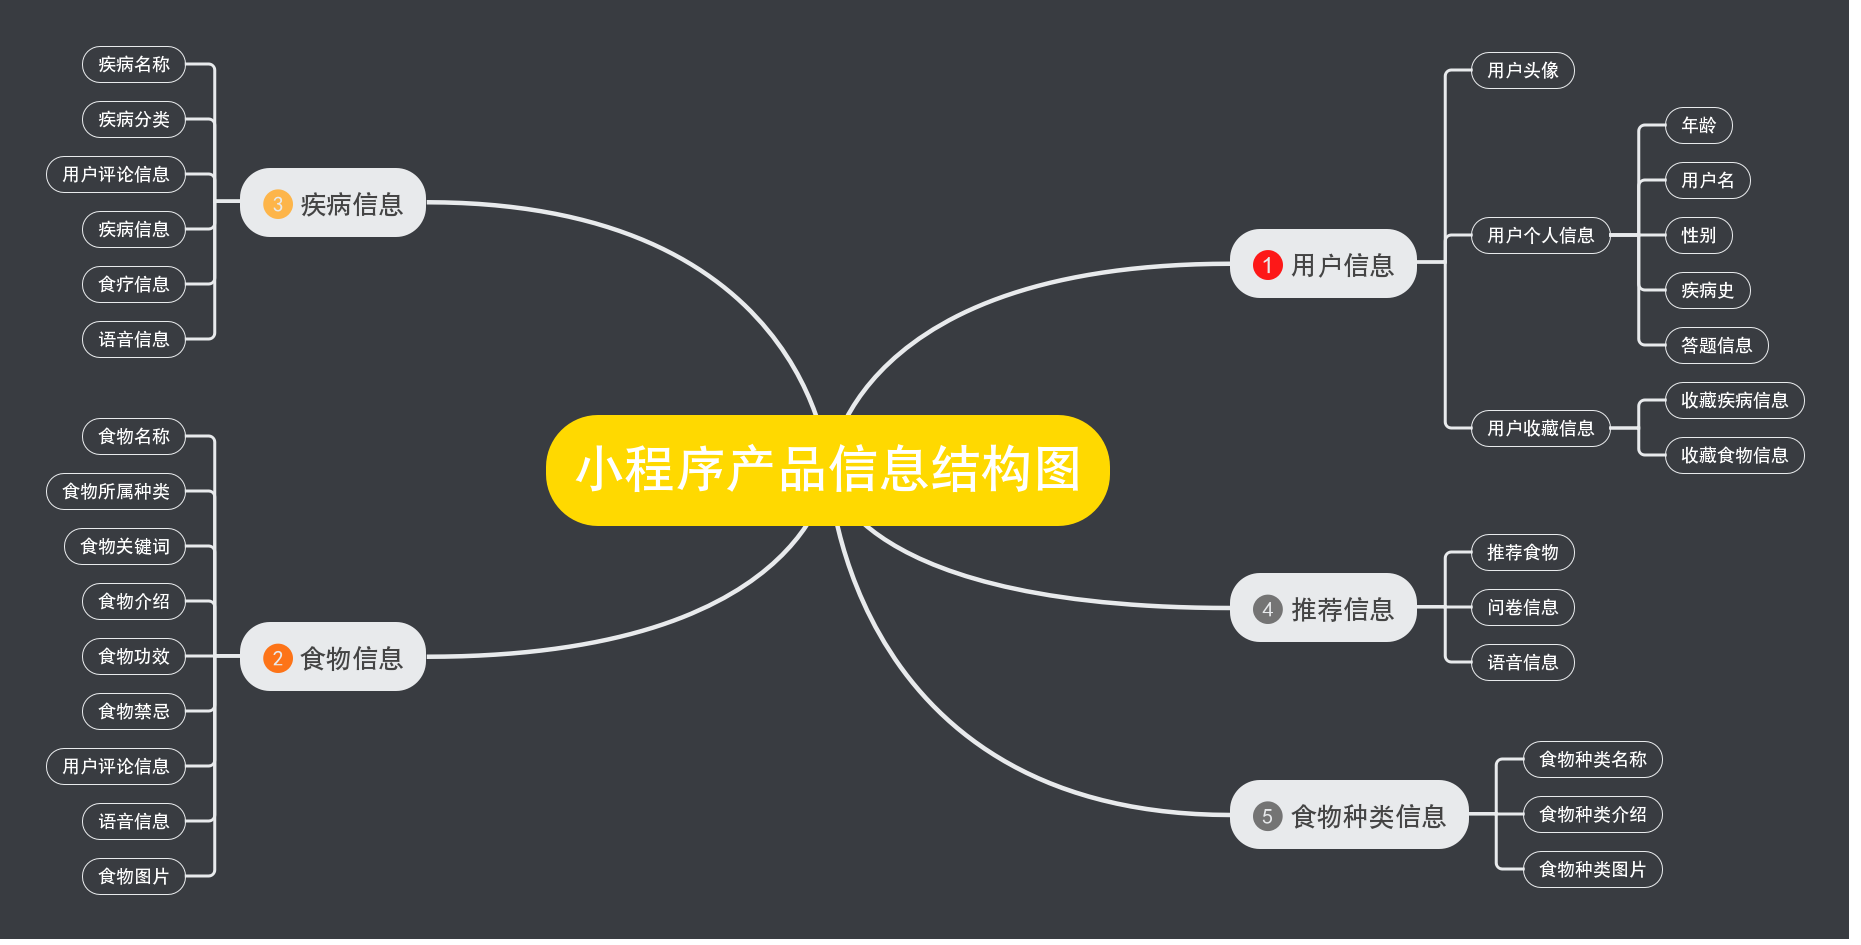 小程序产品信息结构图
1 用户信息
用户头像
用户个人信息
年龄
用户名
性别
疾病史
答题信息
用户收藏信息
收藏疾病信息
收藏食物信息
2 食物信息
食物名称
食物所属种类
食物关键词
食物介绍
食物功效
食物禁忌
用户评论信息
语音信息
食物图片
3 疾病信息
疾病名称
疾病分类
用户评论信息
疾病信息
食疗信息
语音信息
4 推荐信息
推荐食物
问卷信息
语音信息
5 食物种类信息
食物种类名称
食物种类介绍
食物种类图片